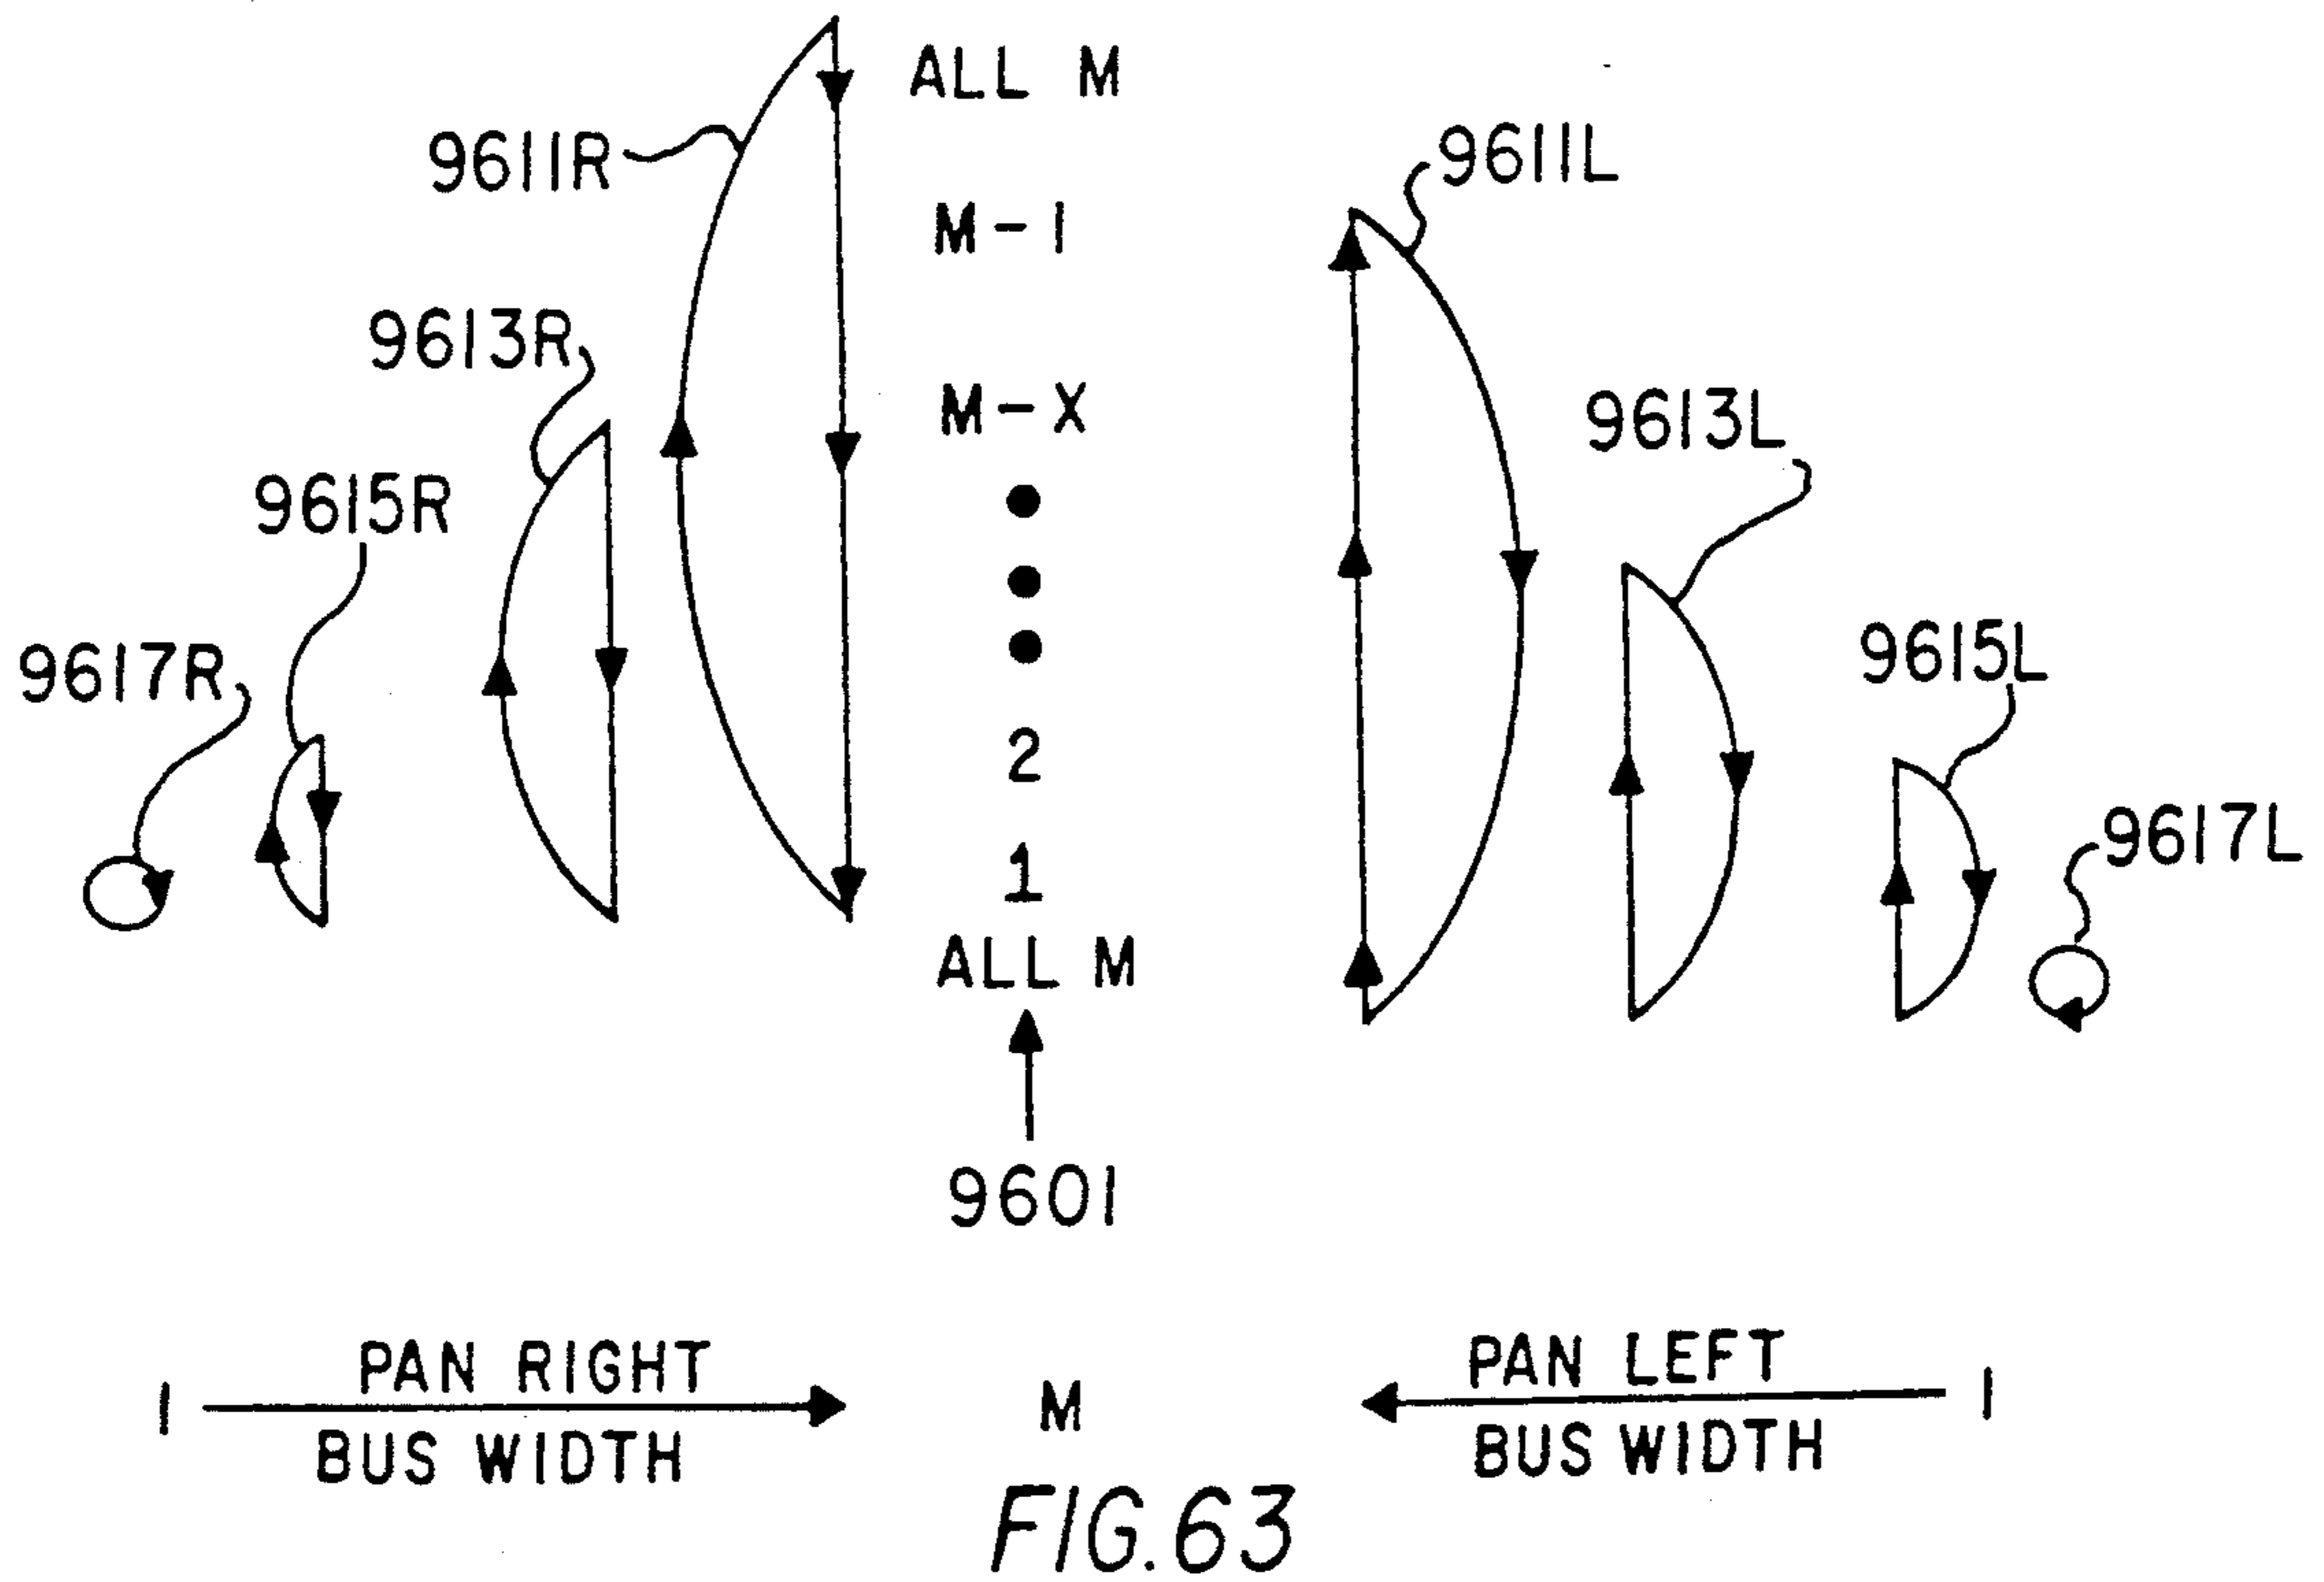 ALL M
9611R
9611L
M-1
9613R
M-X
9613L
9615R
9615L
9617R
2
9617L
1
ALL M
9601
1 PAN RIGHT M PAN LEFT 1
BUS WIDTH BUS WIDTH
FIG.63